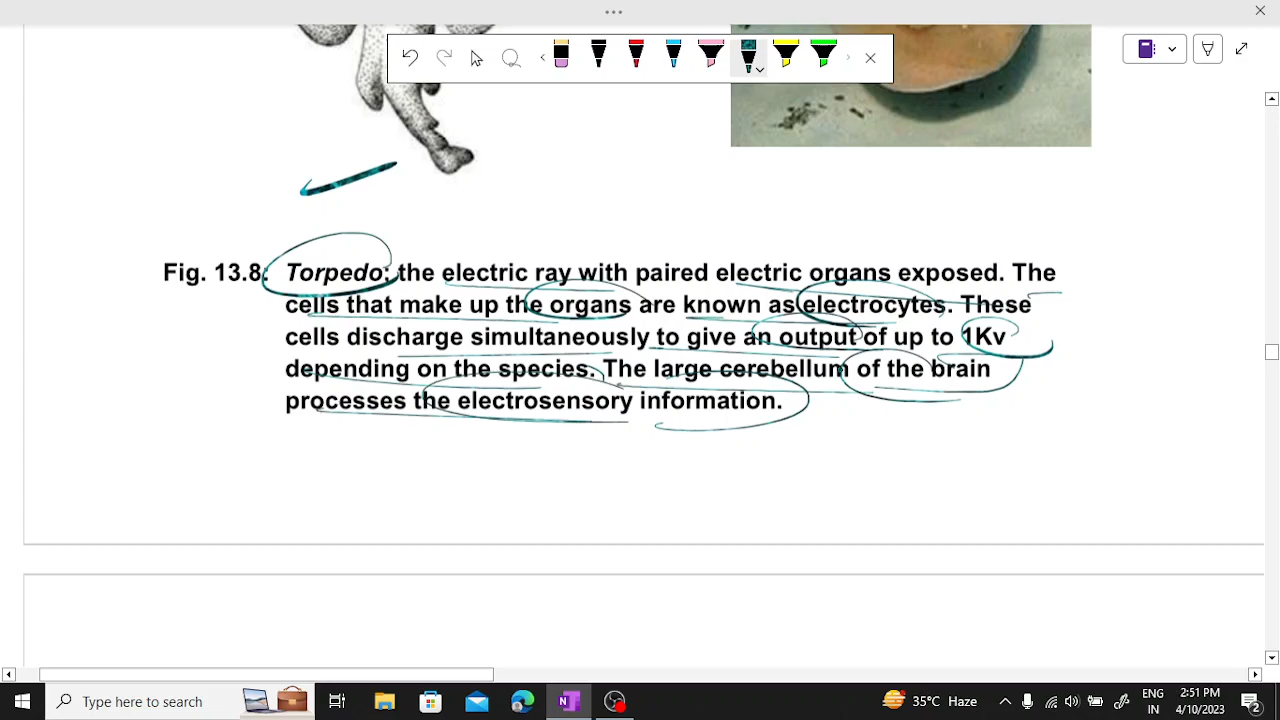 Fig. 13.8: Torpedo; the electric ray with paired electric organs exposed. The
cells that make up the organs are known as electrocytes. These
cells discharge simultaneously to give an output of up to 1Kv
depending on the species. The large cerebellum of the brain
processes the electrosensory information.
Type here to search
35°C Haze
ENG
IN
2:51 PM
4/10/2023
2